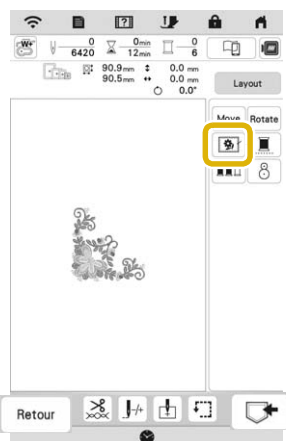 W+
0
6420
0min
12min
0
6
90.9mm
90.5mm
0.0 mm
0.0 mm
0.0°
Layout
Move
Rotate
Retour